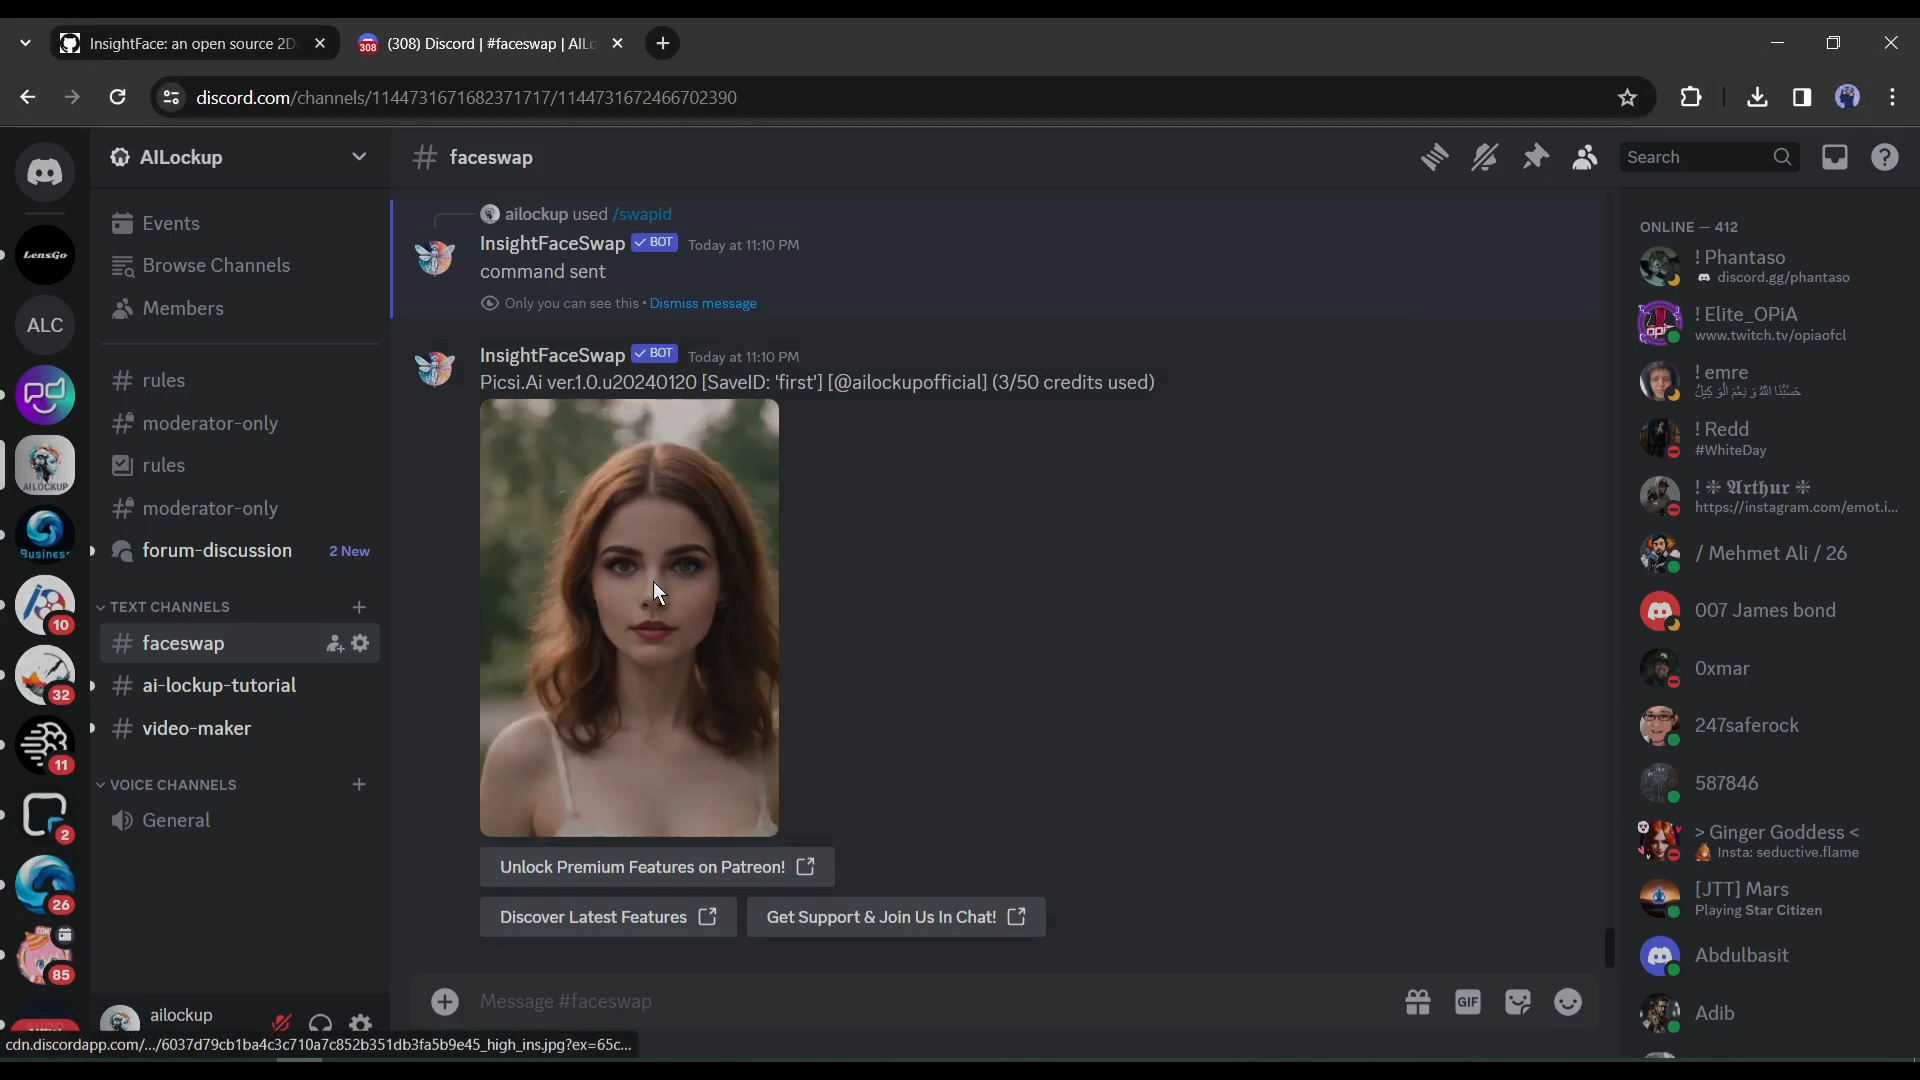 InsightFace: an open source 2D
(308) Discord | #faceswap | AILo
discord.com/channels/1144731671682371717/1144731672466702390
AILockup
faceswap
Search
Events
Browse Channels
Members
rules
moderator-only
rules
moderator-only
forum-discussion
2 New
TEXT CHANNELS
faceswap
ai-lockup-tutorial
video-maker
VOICE CHANNELS
General
ailockup
LensGo
ALC
AILOCKUP
Business
10
32
11
2
26
85
ailockup used /swapid
InsightFaceSwap ✓ BOT Today at 11:10 PM
command sent
Only you can see this • Dismiss message
InsightFaceSwap ✓ BOT Today at 11:10 PM
Picsi.Ai ver.1.0.u20240120 [SaveID: 'first'] [@ailockupofficial] (3/50 credits used)
Unlock Premium Features on Patreon!
Discover Latest Features
Get Support & Join Us In Chat!
Message #faceswap
GIF
ONLINE — 412
! Phantaso
discord.gg/phantaso
! Elite_OPiA
www.twitch.tv/opiaofcl
! emre
! Redd
#WhiteDay
! ❈ 𝕬𝖗𝖙𝖍𝖚𝖗 ❈
https://instagram.com/emot.i...
/ Mehmet Ali / 26
007 James bond
0xmar
247saferock
587846
> Ginger Goddess <
Insta: seductive.flame
[JTT] Mars
Playing Star Citizen
Abdulbasit
Adib
cdn.discordapp.com/.../6037d79cb1ba4c3c710a7c852b351db3fa5b9e45_high_ins.jpg?ex=65c...